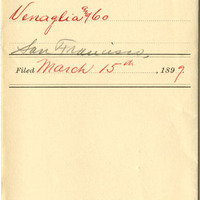 Venaglia & Co
San Francisco,
Filed March 15th, 1897.